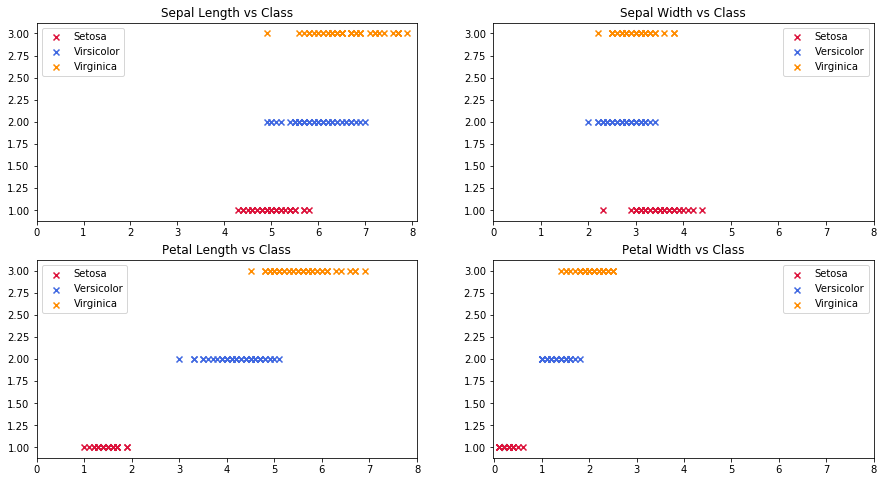 Sepal Length vs Class
3.00
2.75
2.50
2.25
2.00
1.75
1.50
1.25
1.00
Setosa
Virsicolor
Virginica
0 1 2 3 4 5 6 7 8
Sepal Width vs Class
3.00
2.75
2.50
2.25
2.00
1.75
1.50
1.25
1.00
Setosa
Versicolor
Virginica
0 1 2 3 4 5 6 7 8
Petal Length vs Class
3.00
2.75
2.50
2.25
2.00
1.75
1.50
1.25
1.00
Setosa
Versicolor
Virginica
0 1 2 3 4 5 6 7 8
Petal Width vs Class
3.00
2.75
2.50
2.25
2.00
1.75
1.50
1.25
1.00
Setosa
Versicolor
Virginica
0 1 2 3 4 5 6 7 8